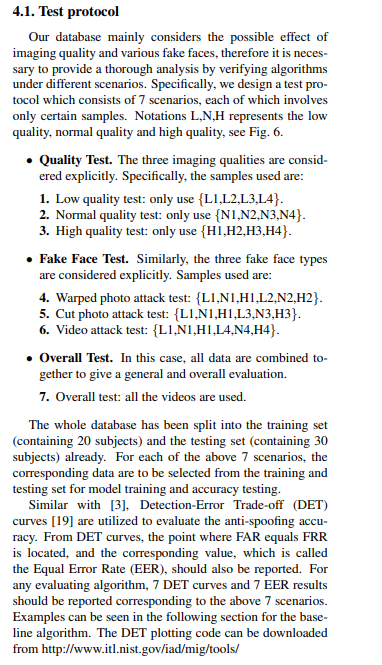 4.1. Test protocol
Our database mainly considers the possible effect of
imaging quality and various fake faces, therefore it is neces-
sary to provide a thorough analysis by verifying algorithms
under different scenarios. Specifically, we design a test pro-
tocol which consists of 7 scenarios, each of which involves
only certain samples. Notations L,N,H represents the low
quality, normal quality and high quality, see Fig. 6.
• Quality Test. The three imaging qualities are consid-
ered explicitly. Specifically, the samples used are:
1. Low quality test: only use {L1,L2,L3,L4}.
2. Normal quality test: only use {N1,N2,N3,N4}.
3. High quality test: only use {H1,H2,H3,H4}.
• Fake Face Test. Similarly, the three fake face types
are considered explicitly. Samples used are:
4. Warped photo attack test: {L1,N1,H1,L2,N2,H2}.
5. Cut photo attack test: {L1,N1,H1,L3,N3,H3}.
6. Video attack test: {L1,N1,H1,L4,N4,H4}.
• Overall Test. In this case, all data are combined to-
gether to give a general and overall evaluation.
7. Overall test: all the videos are used.
The whole database has been split into the training set
(containing 20 subjects) and the testing set (containing 30
subjects) already. For each of the above 7 scenarios, the
corresponding data are to be selected from the training and
testing set for model training and accuracy testing.
Similar with [3], Detection-Error Trade-off (DET)
curves [19] are utilized to evaluate the anti-spoofing accu-
racy. From DET curves, the point where FAR equals FRR
is located, and the corresponding value, which is called
the Equal Error Rate (EER), should also be reported. For
any evaluating algorithm, 7 DET curves and 7 EER results
should be reported corresponding to the above 7 scenarios.
Examples can be seen in the following section for the base-
line algorithm. The DET plotting code can be downloaded
from http://www.itl.nist.gov/iad/mig/tools/